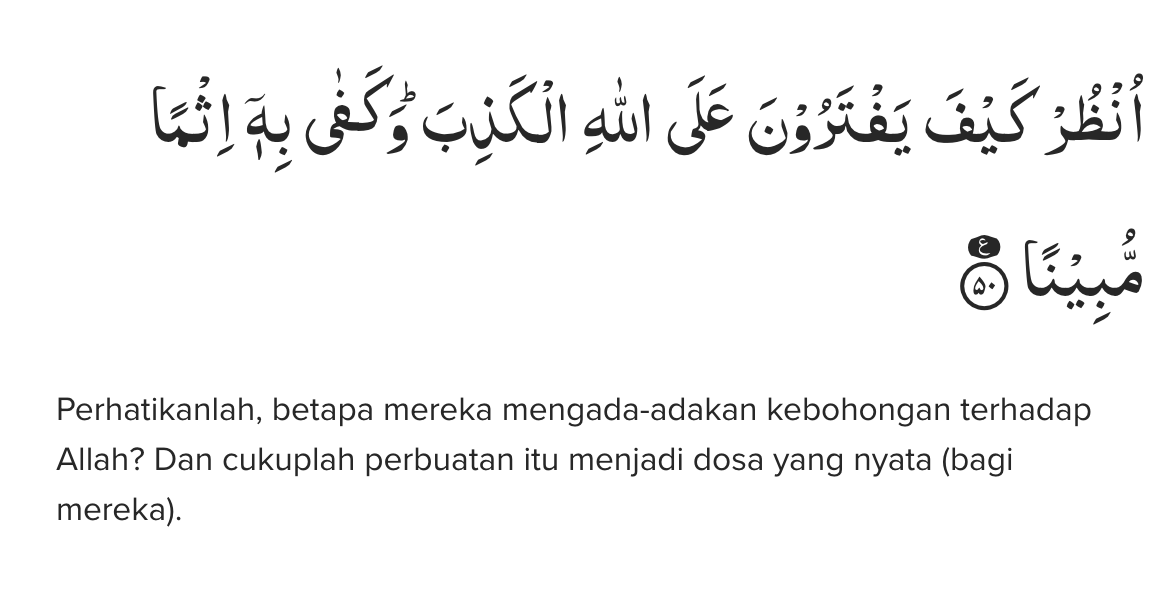 اُنْظُرْ كَيْفَ يَفْتَرُوْنَ عَلَى اللّٰهِ الْكَذِبَ ۗوَكَفٰى بِهٖٓ اِثْمًا
مُّبِيْنًا ࣖ ۵۰
Perhatikanlah, betapa mereka mengada-adakan kebohongan terhadap
Allah? Dan cukuplah perbuatan itu menjadi dosa yang nyata (bagi
mereka).